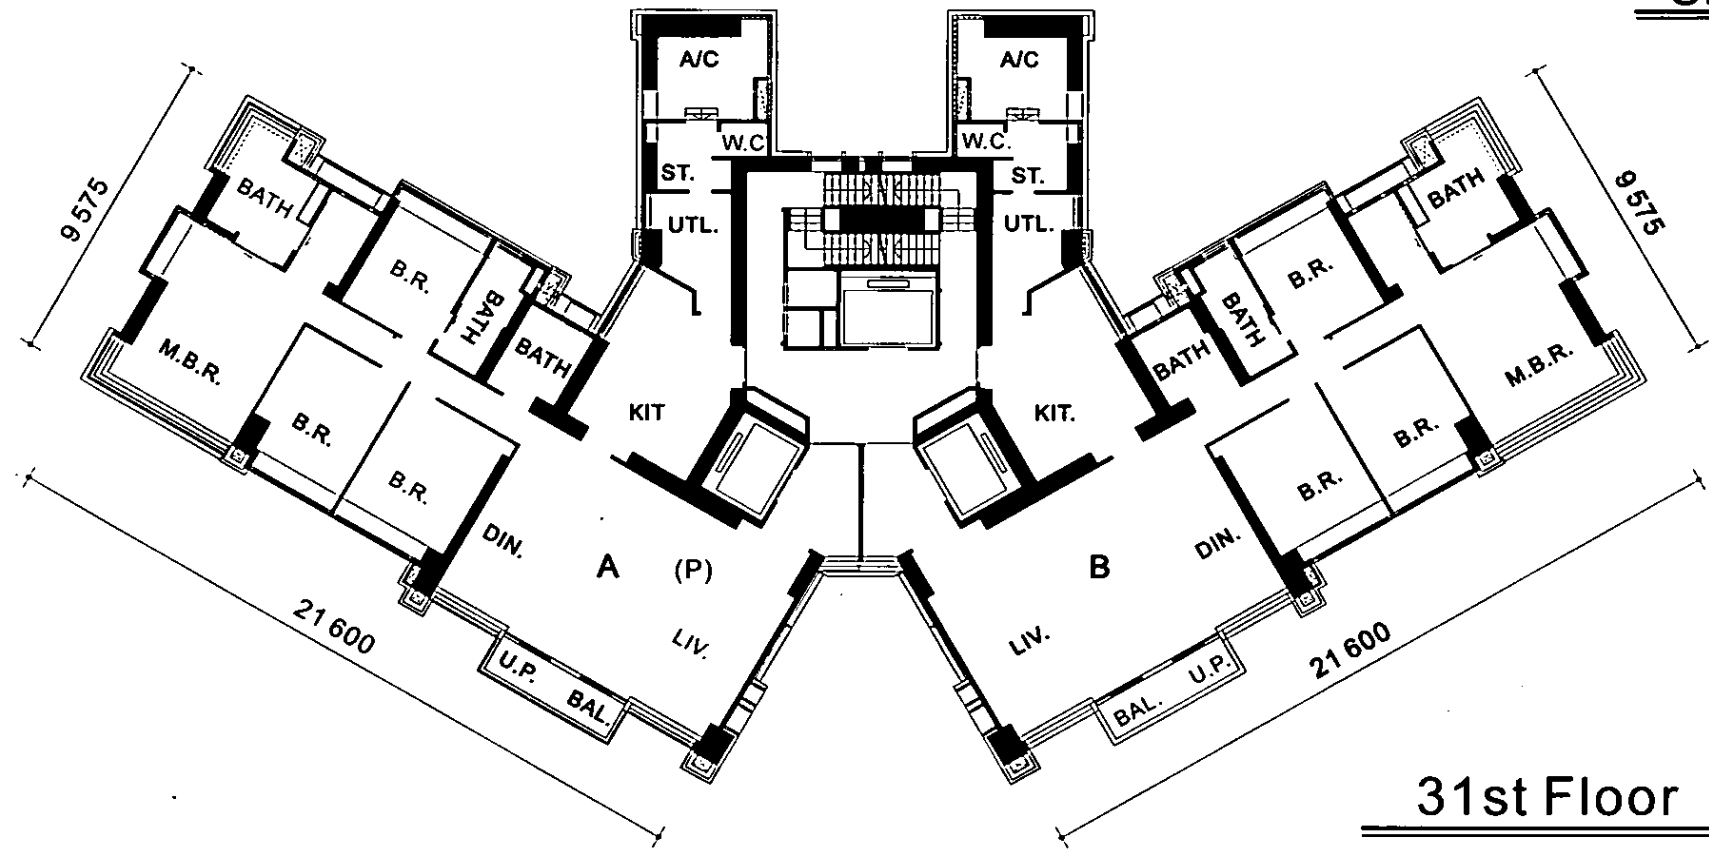 A/C
A/C
W.C
W.C.
ST.
ST.
UTL.
UTL.
9 575
9 575
BATH
BATH
B.R.
B.R.
BATH
BATH
BATH
BATH
M.B.R.
M.B.R.
KIT
KIT.
B.R.
B.R.
B.R.
B.R.
DIN.
DIN.
A
(P)
B
21 600
21 600
LIV.
LIV.
U.P.
U.P.
BAL.
BAL.
31st Floor